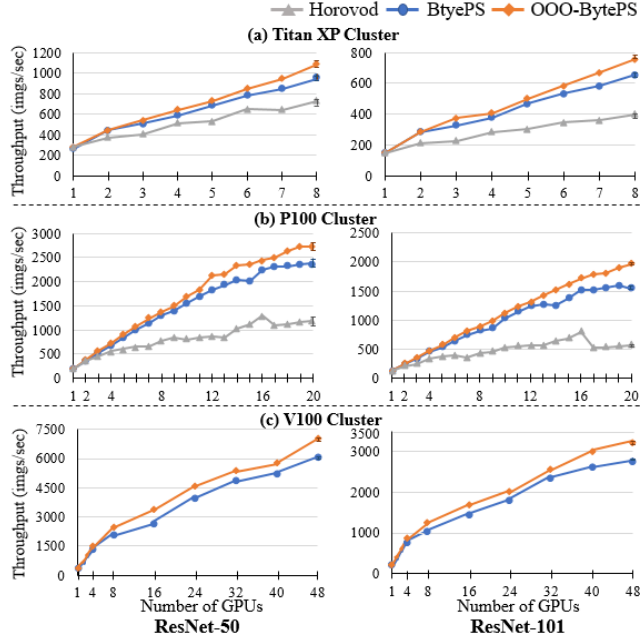 Horovod BtyePS OOO-BytePS
(a) Titan XP Cluster
Throughput (imgs/sec)
1200
1000
800
600
400
200
0
1 2 3 4 5 6 7 8
800
600
400
200
0
1 2 3 4 5 6 7 8
(b) P100 Cluster
Throughput (imgs/sec)
3000
2500
2000
1500
1000
500
0
1 2 4 8 12 16 20
2500
2000
1500
1000
500
0
1 2 4 8 12 16 20
(c) V100 Cluster
Throughput (imgs/sec)
7500
6000
4500
3000
1500
0
1 4 8 16 24 32 40 48
3500
3000
2000
1000
0
1 4 8 16 24 32 40 48
Number of GPUs Number of GPUs
ResNet-50 ResNet-101